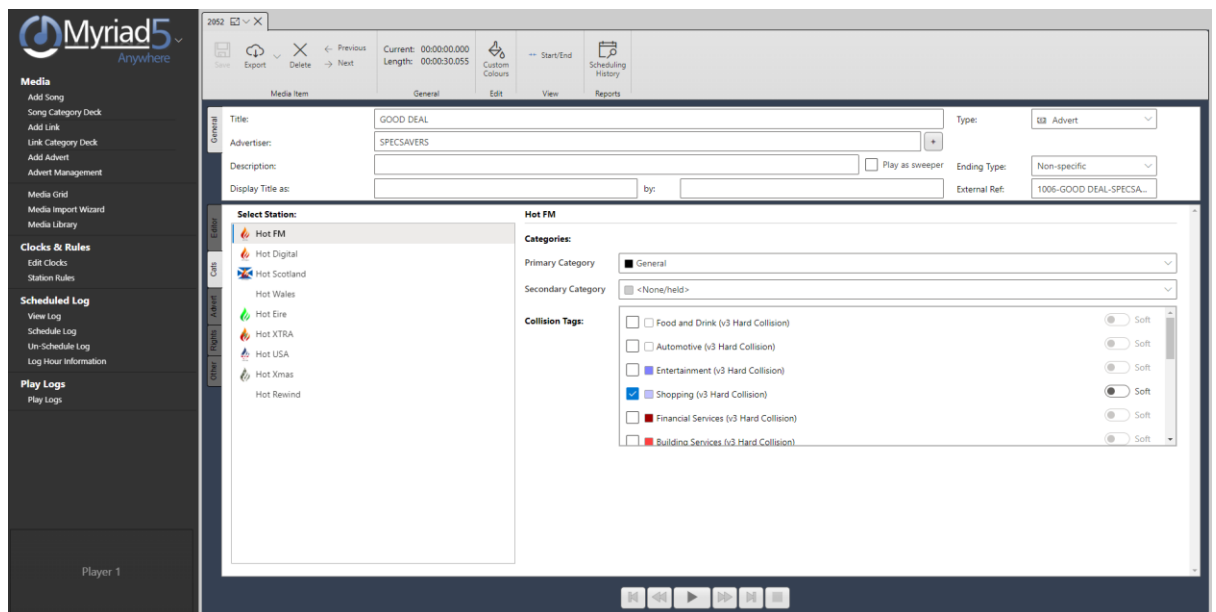 Myriad5
Anywhere
Media
Add Song
Song Category Deck
Add Link
Link Category Deck
Add Advert
Advert Management
Media Grid
Media Import Wizard
Media Library
Clocks & Rules
Edit Clocks
Station Rules
Scheduled Log
View Log
Schedule Log
Un-Schedule Log
Log Hour Information
Play Logs
Play Logs
Player 1
2052
Save
Export
Delete
Previous
Next
Media Item
Current: 00:00:00.000
Length: 00:00:30.055
General
Custom
Colours
Edit
Start/End
View
Scheduling
History
Reports
General
Title: GOOD DEAL Type: Advert
Advertiser: SPECSAVERS +
Description: Play as sweeper Ending Type: Non-specific
Display Title as: by: External Ref: 1006-GOOD DEAL-SPECSA...
Editor
Cats
Advert
Rights
Other
Select Station:
Hot FM
Hot Digital
Hot Scotland
Hot Wales
Hot Eire
Hot XTRA
Hot USA
Hot Xmas
Hot Rewind
Hot FM
Categories:
Primary Category General
Secondary Category <None/held>
Collision Tags:
Food and Drink (v3 Hard Collision) Soft
Automotive (v3 Hard Collision) Soft
Entertainment (v3 Hard Collision) Soft
Shopping (v3 Hard Collision) Soft
Financial Services (v3 Hard Collision) Soft
Building Services (v3 Hard Collision) Soft